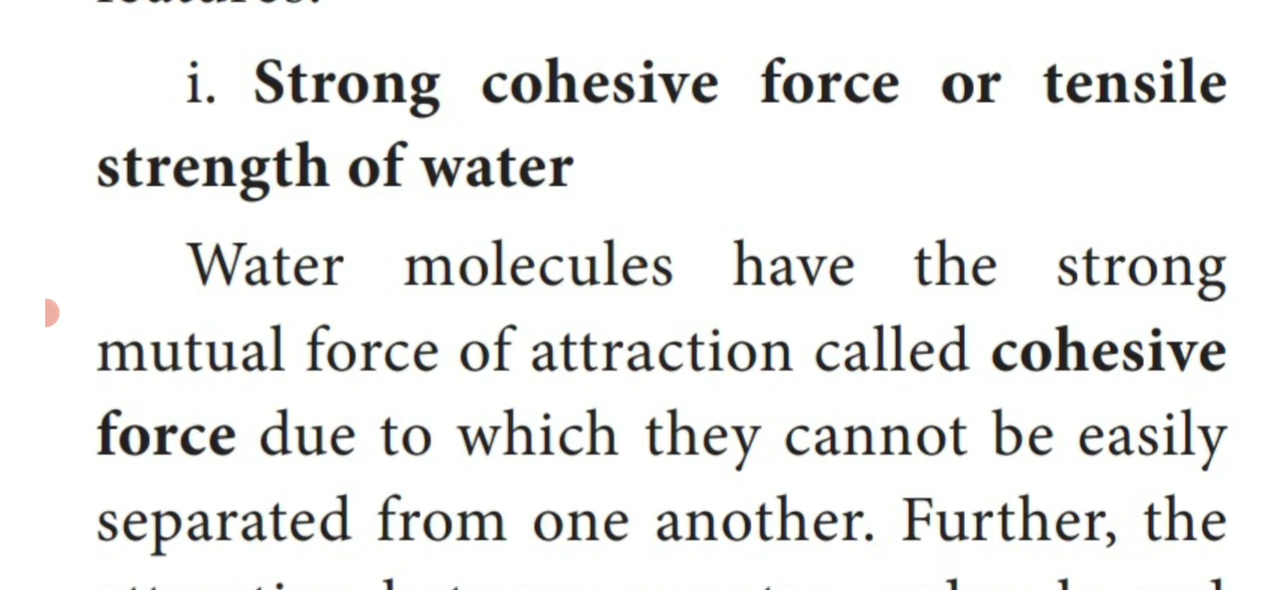 i. Strong cohesive force or tensile
strength of water
Water molecules have the strong
mutual force of attraction called cohesive
force due to which they cannot be easily
separated from one another. Further, the